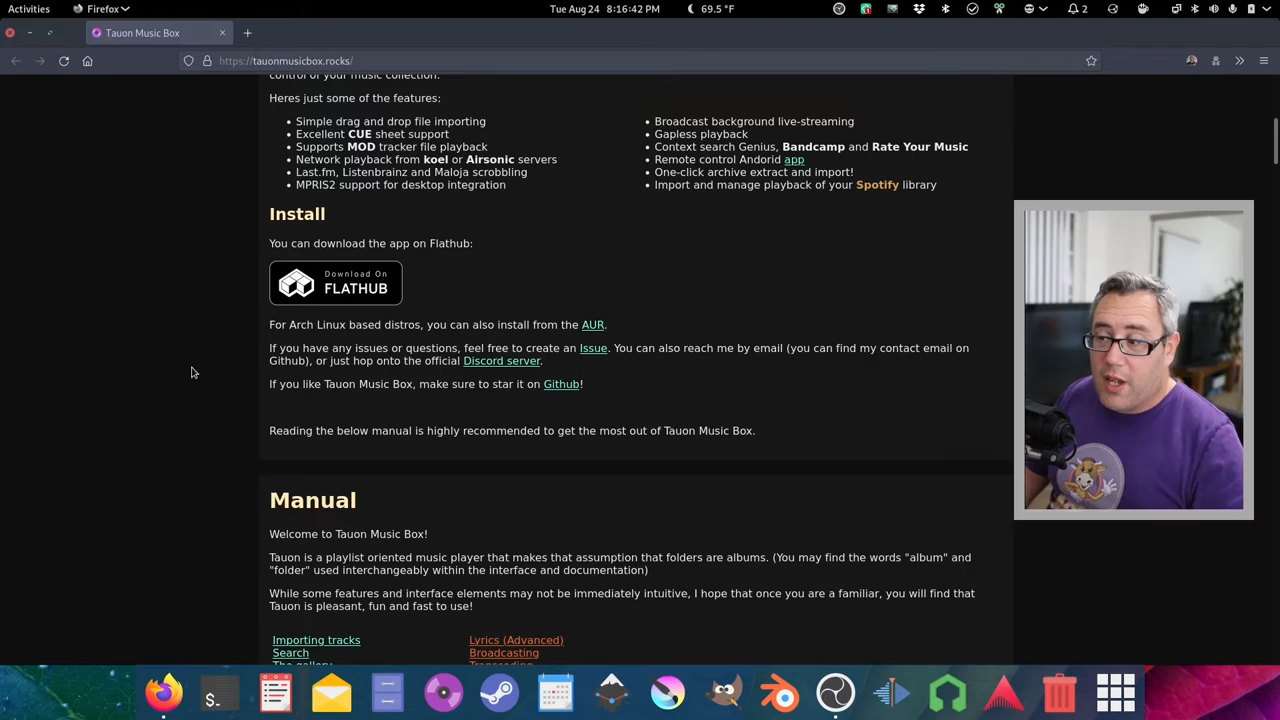 Activities
Firefox
Tue Aug 24 8:16:42 PM
69.5 °F
2
Tauon Music Box
https://tauonmusicbox.rocks/
control of your music collection.
Heres just some of the features:
Simple drag and drop file importing
Excellent CUE sheet support
Supports MOD tracker file playback
Network playback from koel or Airsonic servers
Last.fm, Listenbrainz and Maloja scrobbling
MPRIS2 support for desktop integration
Broadcast background live-streaming
Gapless playback
Context search Genius, Bandcamp and Rate Your Music
Remote control Andorid app
One-click archive extract and import!
Import and manage playback of your Spotify library
Install
You can download the app on Flathub:
Download On
FLATHUB
For Arch Linux based distros, you can also install from the AUR.
If you have any issues or questions, feel free to create an Issue. You can also reach me by email (you can find my contact email on
Github), or just hop onto the official Discord server.
If you like Tauon Music Box, make sure to star it on Github!
Reading the below manual is highly recommended to get the most out of Tauon Music Box.
Manual
Welcome to Tauon Music Box!
Tauon is a playlist oriented music player that makes that assumption that folders are albums. (You may find the words "album" and
"folder" used interchangeably within the interface and documentation)
While some features and interface elements may not be immediately intuitive, I hope that once you are a familiar, you will find that
Tauon is pleasant, fun and fast to use!
Importing tracks
Search
The gallery
Lyrics (Advanced)
Broadcasting
Transcoding
$_